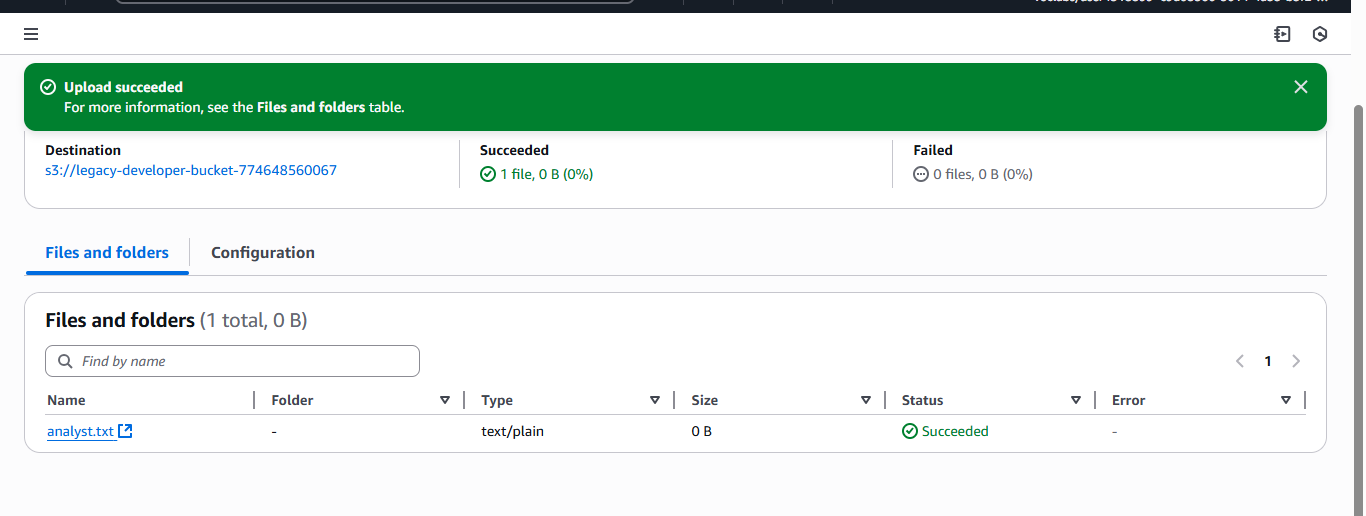 Upload succeeded
For more information, see the Files and folders table.
Destination
s3://legacy-developer-bucket-774648560067
Succeeded
1 file, 0 B (0%)
Failed
0 files, 0 B (0%)
Files and folders
Configuration
Files and folders (1 total, 0 B)
Find by name
1
Name Folder Type Size Status Error
analyst.txt - text/plain 0 B Succeeded -